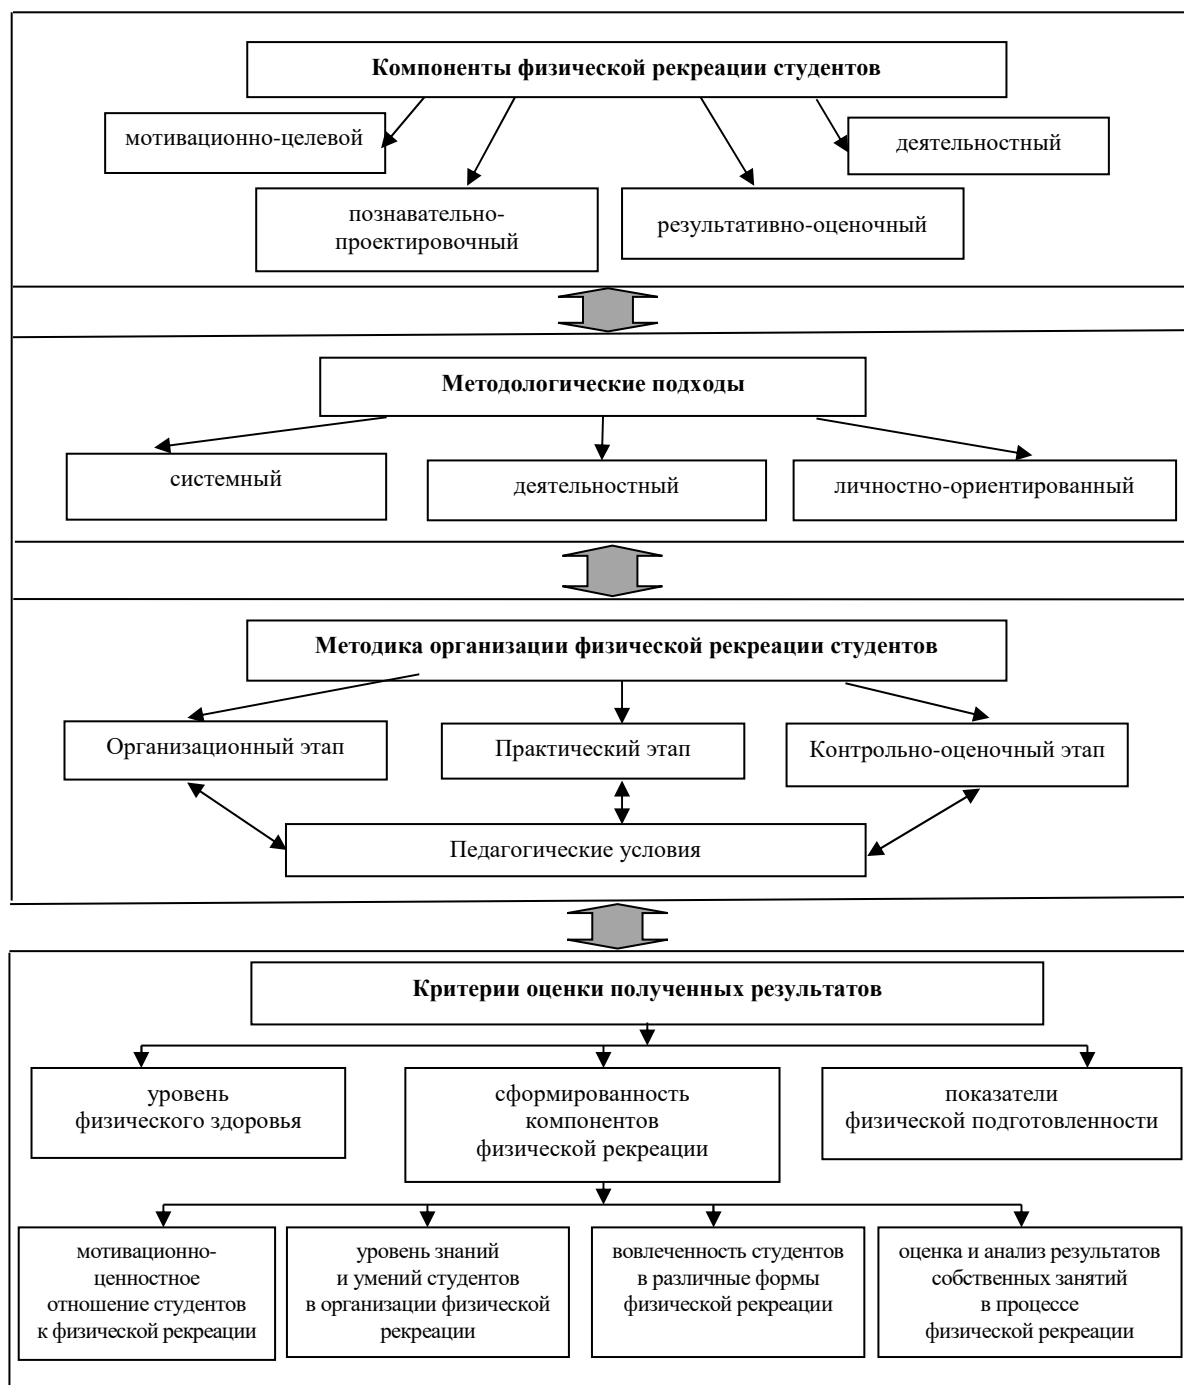 Компоненты физической рекреации студентов
мотивационно-целевой
деятельностный
познавательно-
проектировочный
результативно-оценочный
Методологические подходы
системный
деятельностный
личностно-ориентированный
Методика организации физической рекреации студентов
Организационный этап
Практический этап
Контрольно-оценочный этап
Педагогические условия
Критерии оценки полученных результатов
уровень
физического здоровья
сформированность
компонентов
физической рекреации
показатели
физической подготовленности
мотивационно-
ценностное
отношение студентов
к физической рекреации
уровень знаний
и умений студентов
в организации физической
рекреации
вовлеченность студентов
в различные формы
физической рекреации
оценка и анализ результатов
собственных занятий
в процессе
физической рекреации